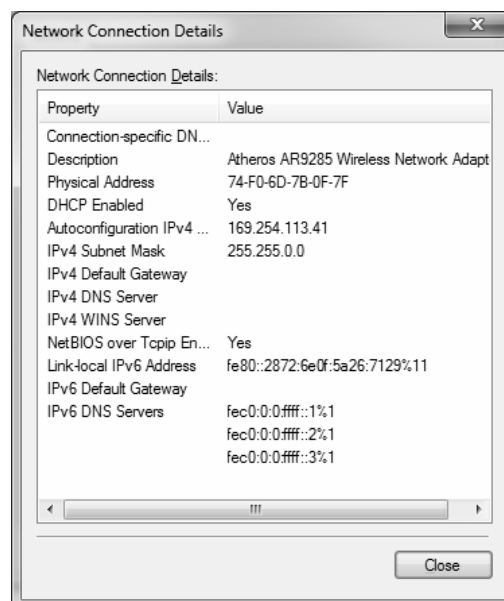 Network Connection Details
x
Network Connection Details:
Property Value
Connection-specific DN...
Description Atheros AR9285 Wireless Network Adapt
Physical Address 74-F0-6D-7B-0F-7F
DHCP Enabled Yes
Autoconfiguration IPv4 ... 169.254.113.41
IPv4 Subnet Mask 255.255.0.0
IPv4 Default Gateway
IPv4 DNS Server
IPv4 WINS Server
NetBIOS over Tcpip En... Yes
Link-local IPv6 Address fe80::2872:6e0f:5a26:7129%11
IPv6 Default Gateway
IPv6 DNS Servers fec0:0:0:ffff::1%1
fec0:0:0:ffff::2%1
fec0:0:0:ffff::3%1
Close